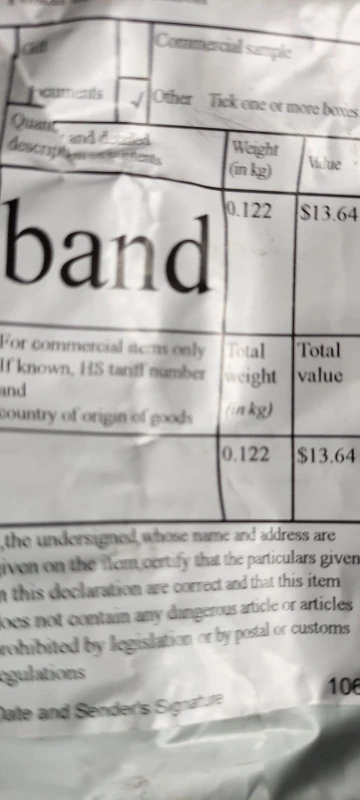 Gift
Commercial sample
✓ Other Tick one or more boxes
and detailed
Weight
(in kg)
Value
band
0.122
$13.64
For commercial items only
If known, HS tariff number
and
country of origin of goods
Total
weight
(in kg)
Total
value
0.122
$13.64
,the undersigned,whose name and address are
given on the item,certify that the particulars given
n this declaration are correct and that this item
does not contain any dangerous article or articles
prohibited by legislation or by postal or customs
egulations
106
Date and Sender's Signature